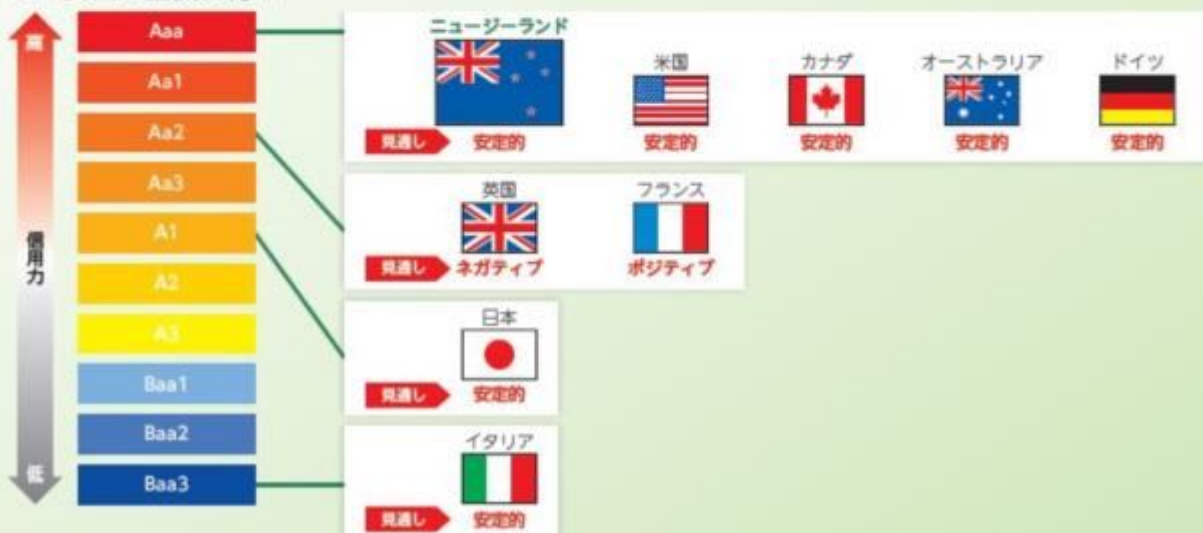 高
信用力
低
Aaa
Aa1
Aa2
Aa3
A1
A2
A3
Baa1
Baa2
Baa3
ニュージーランド
米国
カナダ
オーストラリア
ドイツ
見通し 安定的 安定的 安定的 安定的 安定的
英国 フランス
見通し ネガティブ ポジティブ
日本
見通し 安定的
イタリア
見通し 安定的